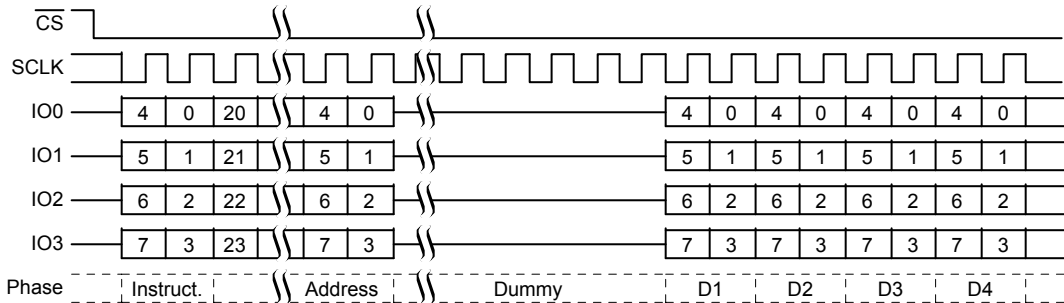 CS
SCLK
IO0 4 0 20 4 0 4 0 4 0 4 0 4 0
IO1 5 1 21 5 1 5 1 5 1 5 1 5 1
IO2 6 2 22 6 2 6 2 6 2 6 2 6 2
IO3 7 3 23 7 3 7 3 7 3 7 3 7 3
Phase Instruct. Address Dummy D1 D2 D3 D4